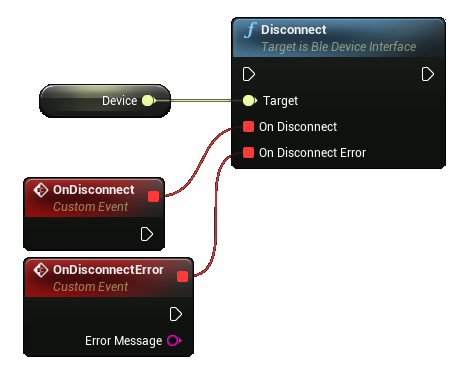 Disconnect
Target is Ble Device Interface
Device
Target
On Disconnect
On Disconnect Error
OnDisconnect
Custom Event
OnDisconnectError
Custom Event
Error Message